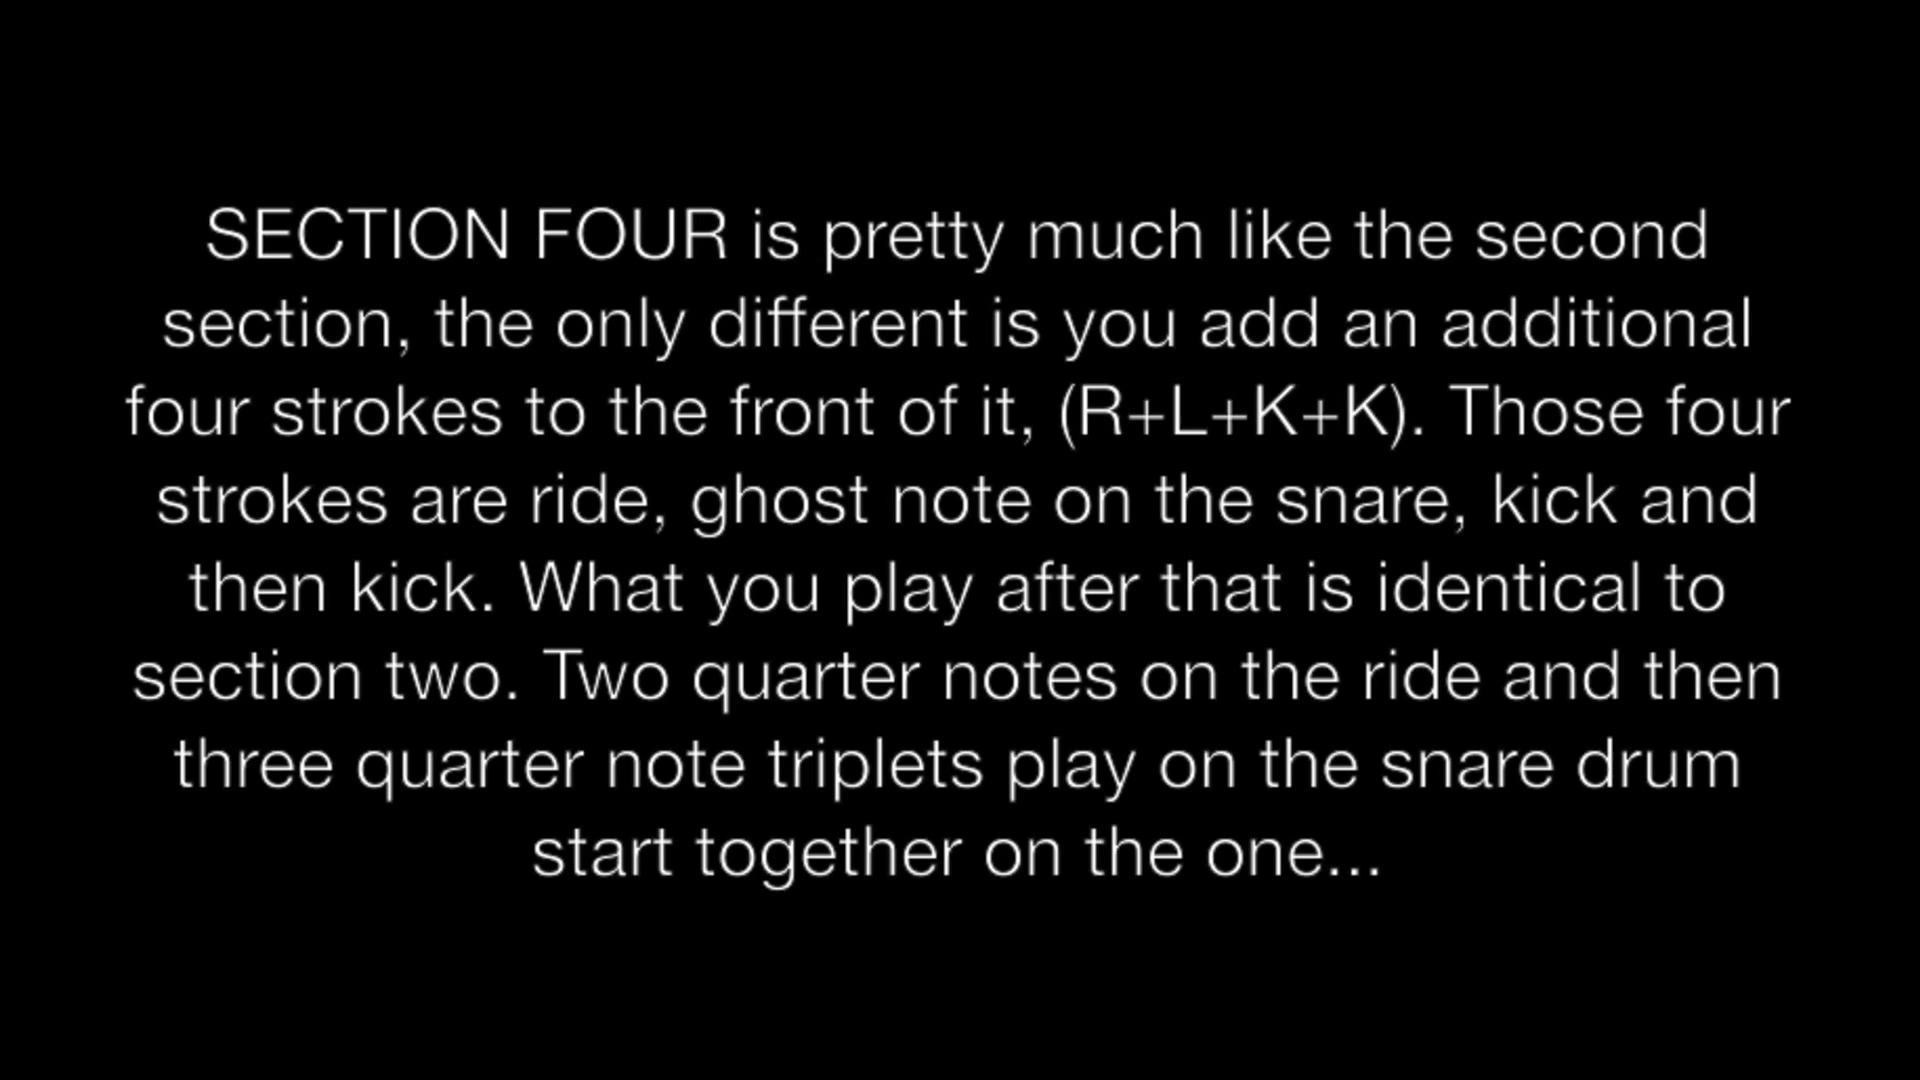 SECTION FOUR is pretty much like the second
section, the only different is you add an additional
four strokes to the front of it, (R+L+K+K). Those four
strokes are ride, ghost note on the snare, kick and
then kick. What you play after that is identical to
section two. Two quarter notes on the ride and then
three quarter note triplets play on the snare drum
start together on the one...